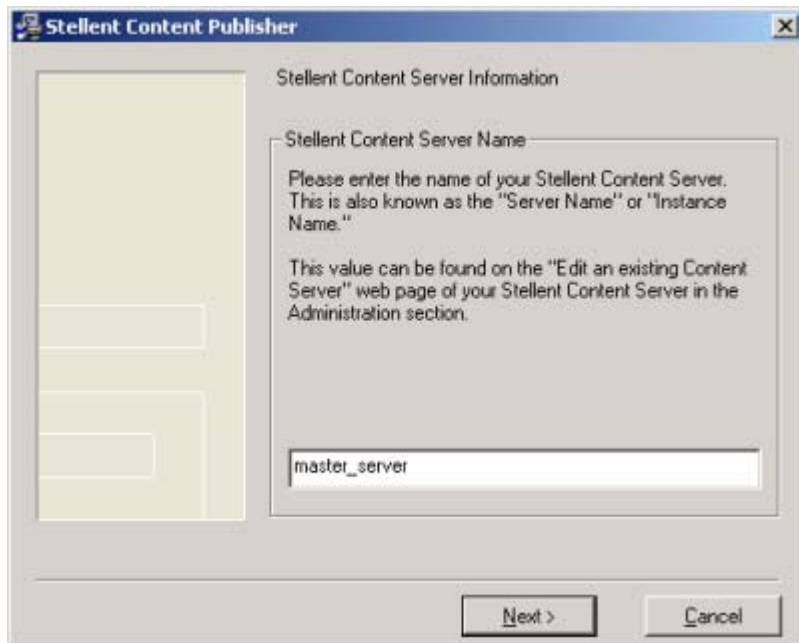 Stellent Content Publisher
Stellent Content Server Information
Stellent Content Server Name
Please enter the name of your Stellent Content Server.
This is also known as the "Server Name" or "Instance
Name."
This value can be found on the "Edit an existing Content
Server" web page of your Stellent Content Server in the
Administration section.
master_server
Next >
Cancel